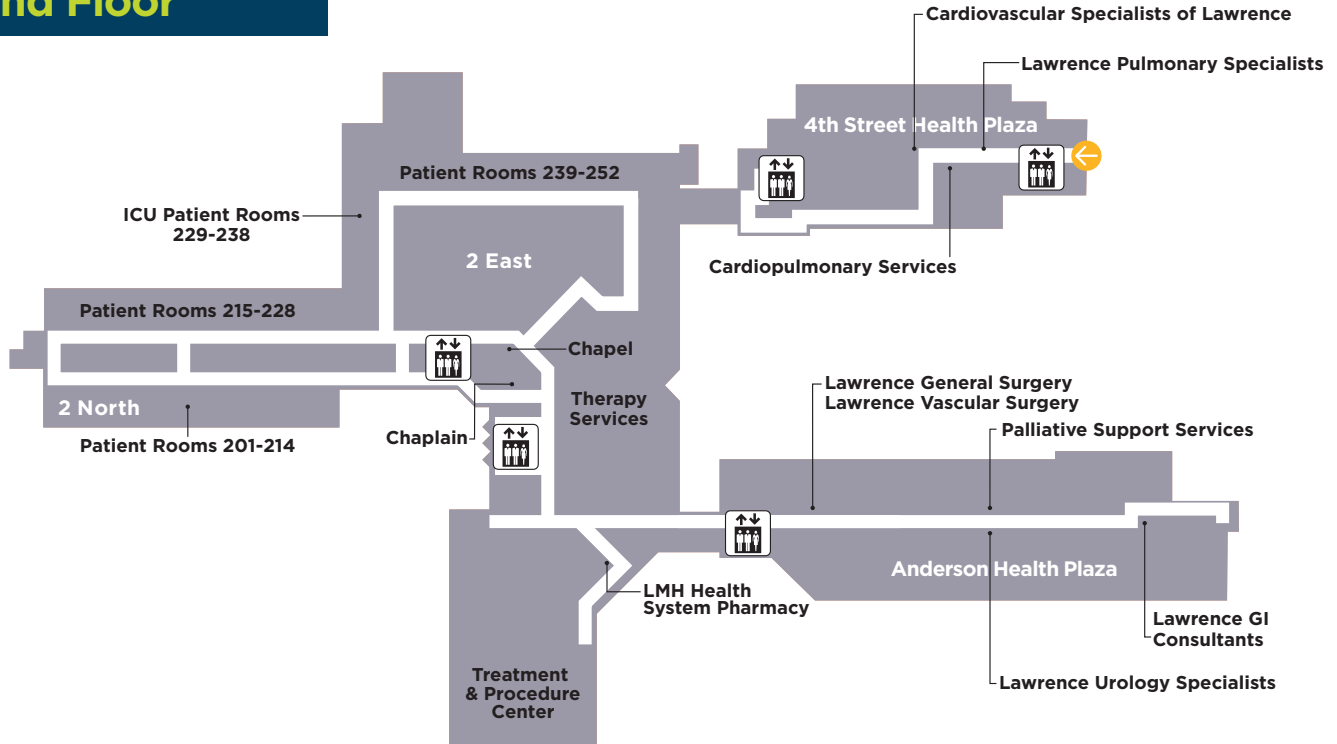 nd Floor
Cardiovascular Specialists of Lawrence
Lawrence Pulmonary Specialists
4th Street Health Plaza
Patient Rooms 239-252
ICU Patient Rooms
229-238
2 East
Cardiopulmonary Services
Patient Rooms 215-228
Chapel
2 North
Therapy
Services
Lawrence General Surgery
Lawrence Vascular Surgery
Chaplain
Patient Rooms 201-214
Palliative Support Services
Anderson Health Plaza
LMH Health
System Pharmacy
Lawrence GI
Consultants
Treatment
& Procedure
Center
Lawrence Urology Specialists